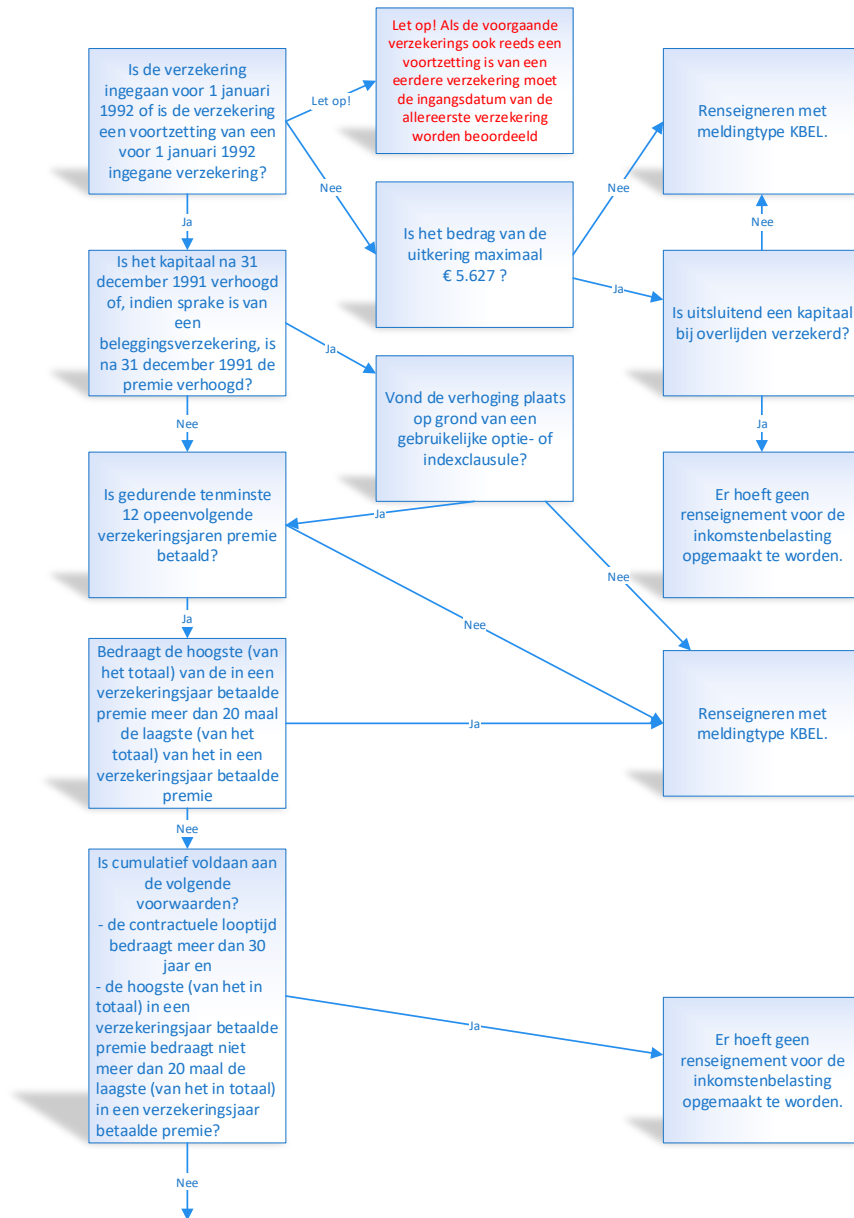 Is de verzekering
ingegaan voor 1 januari
1992 of is de verzekering
een voortzetting van een
voor 1 januari 1992
ingegane verzekering?
Let op!
Let op! Als de voorgaande
verzekerings ook reeds een
voortzetting is van een
eerdere verzekering moet
de ingangsdatum van de
allereerste verzekering
worden beoordeeld
Renseigneren met
meldingtype KBEL.
Nee
Nee
Nee
Ja
Is het bedrag van de
uitkering maximaal
€ 5.627 ?
Ja
Is uitsluitend een kapitaal
bij overlijden verzekerd?
Is het kapitaal na 31
december 1991 verhoogd
of, indien sprake is van
een
beleggingsverzekering, is
na 31 december 1991 de
premie verhoogd?
Ja
Vond de verhoging plaats
op grond van een
gebruikelijke optie- of
indexclausule?
Nee
Ja
Is gedurende tenminste
12 opeenvolgende
verzekeringsjaren premie
betaald?
Ja
Er hoeft geen
renseignement voor de
inkomstenbelasting
opgemaakt te worden.
Nee
Nee
Ja
Bedraagt de hoogste (van
het totaal) van de in een
verzekeringsjaar betaalde
premie meer dan 20 maal
de laagste (van het
totaal) van het in een
verzekeringsjaar betaalde
premie
Ja
Renseigneren met
meldingtype KBEL.
Nee
Is cumulatief voldaan aan
de volgende
voorwaarden?
- de contractuele looptijd
bedraagt meer dan 30
jaar en
- de hoogste (van het in
totaal) in een
verzekeringsjaar betaalde
premie bedraagt niet
meer dan 20 maal de
laagste (van het in totaal)
in een verzekeringsjaar
betaalde premie?
Ja
Er hoeft geen
renseignement voor de
inkomstenbelasting
opgemaakt te worden.
Nee